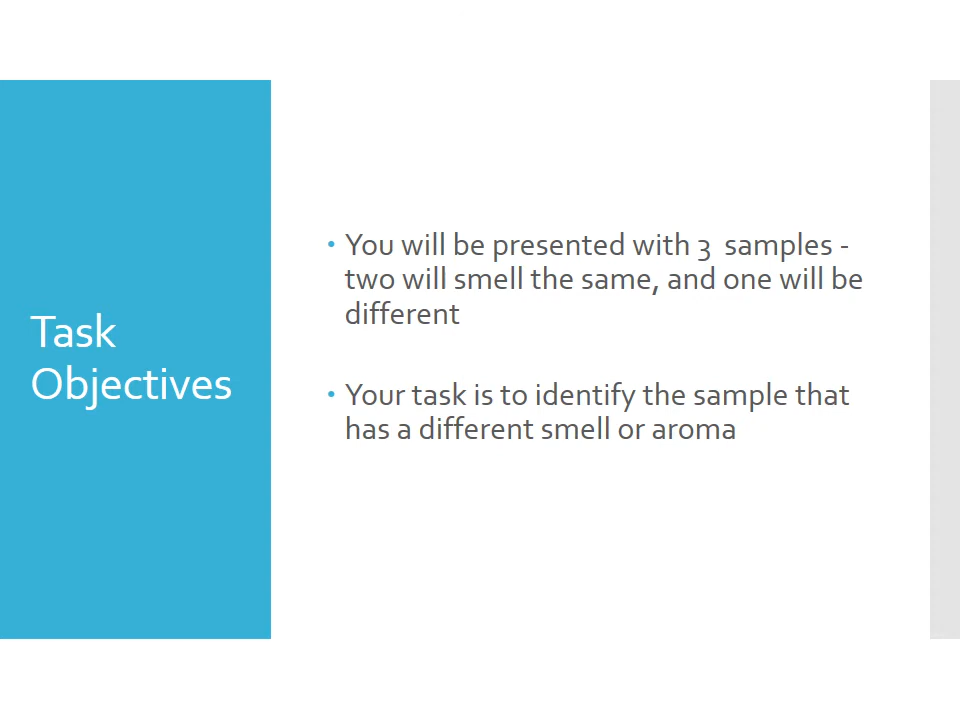 Task
Objectives
• You will be presented with 3  samples -
two will smell the same, and one will be
different
• Your task is to identify the sample that
has a different smell or aroma